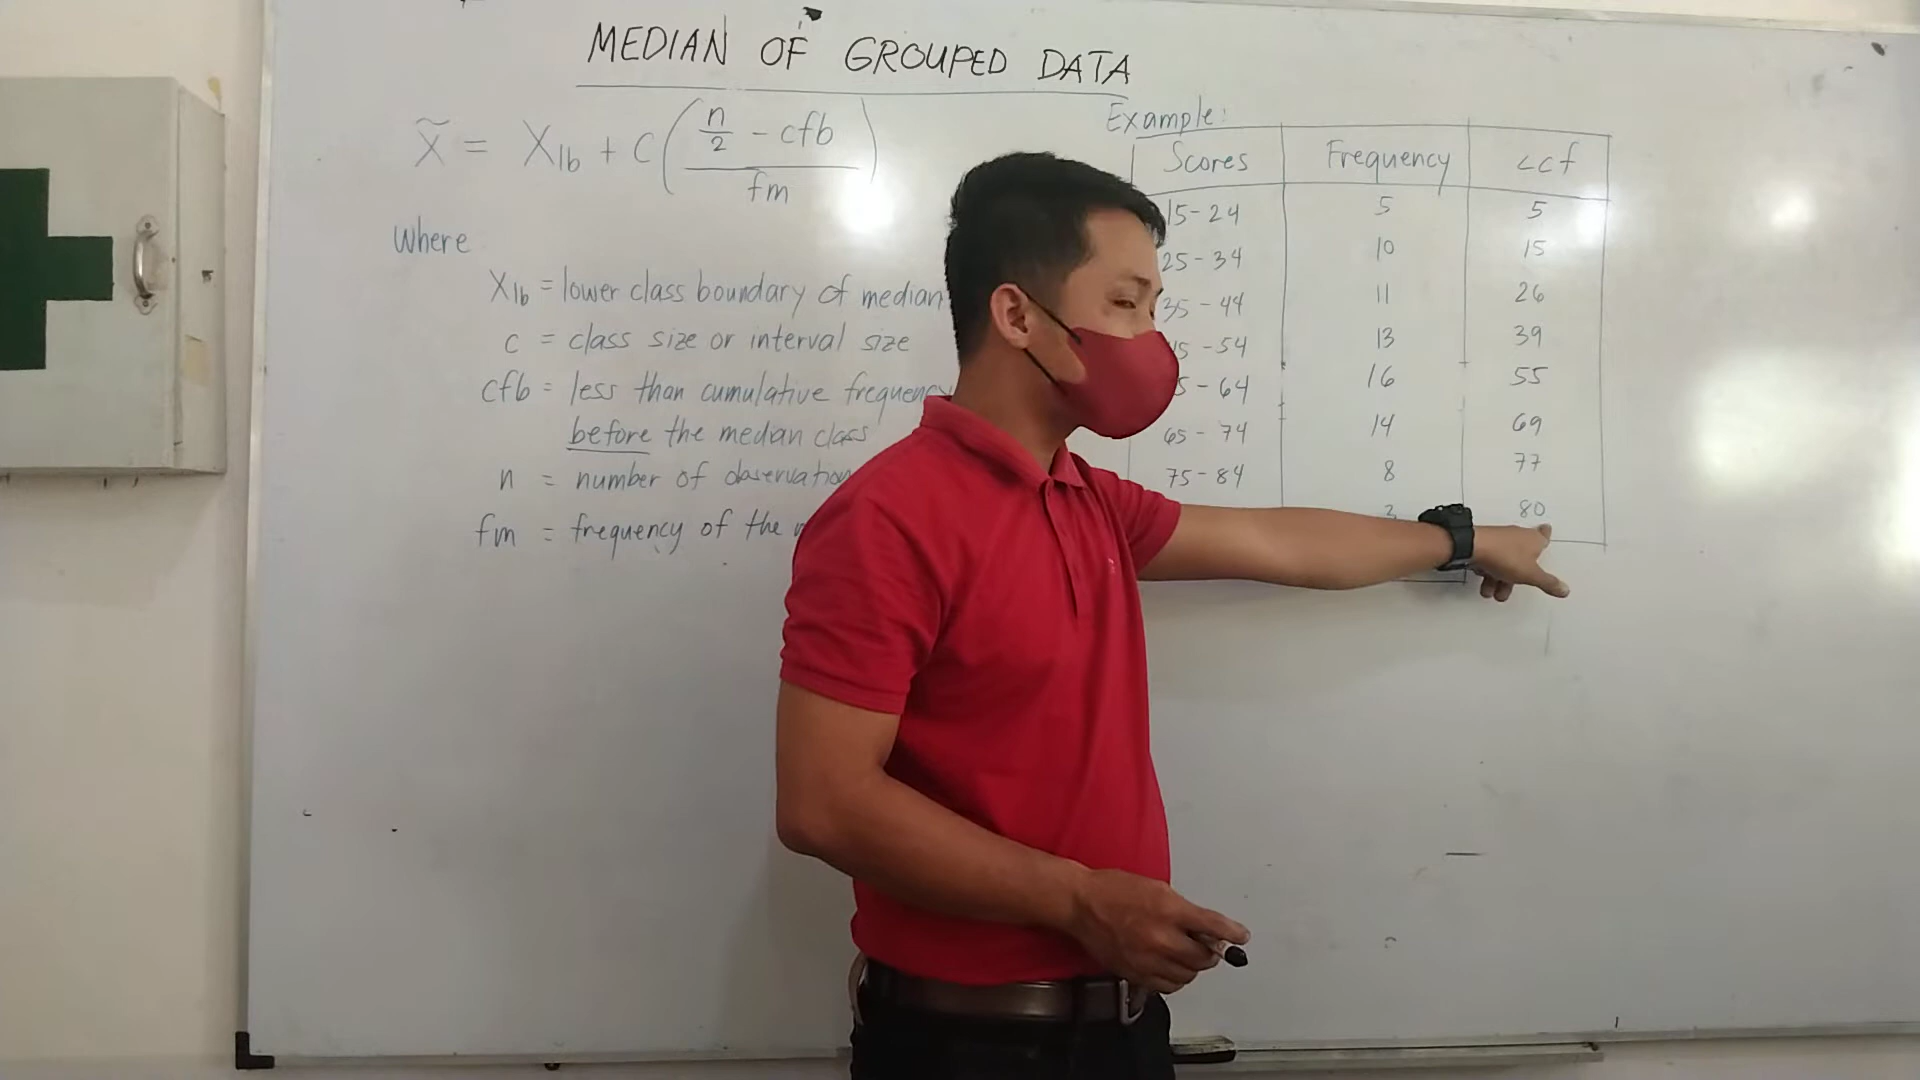 MEDIAN OF GROUPED DATA
x̃ = Xlb + c( (n/2 - cfb) / fm )
Where
Xlb = lower class boundary of median
c = class size or interval size
cfb = less than cumulative frequency
before the median class
n = number of observation
fm = frequency of the
Example:
Scores Frequency <cf
15-24 5 5
25-34 10 15
35-44 11 26
-54 13 39
-64 16 55
65-74 14 69
75-84 8 77
80